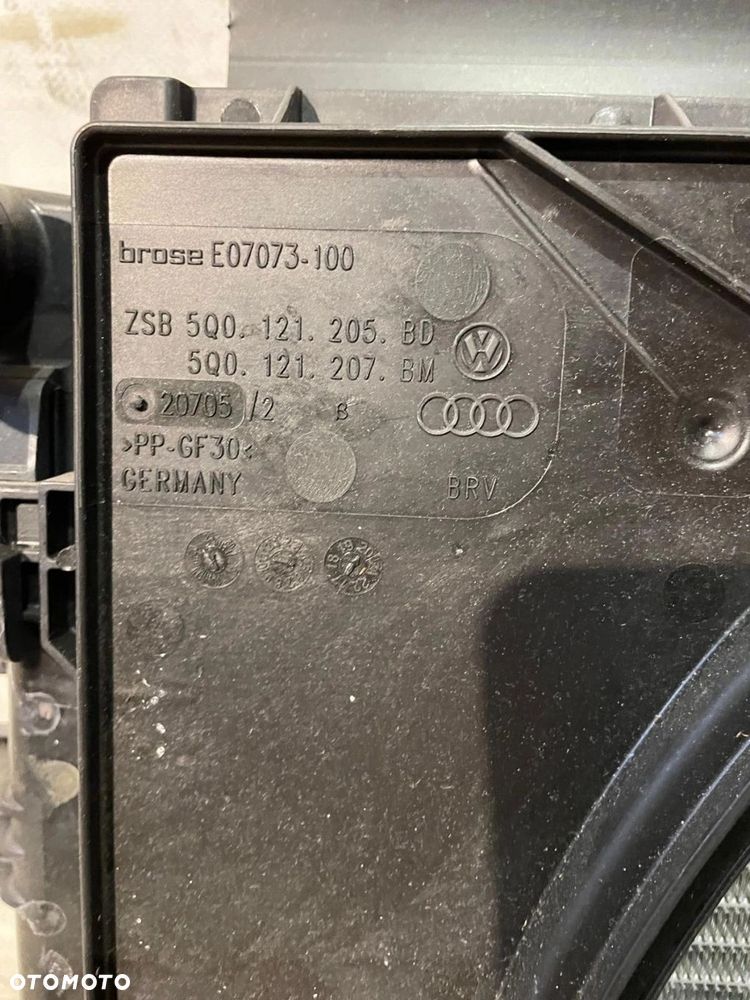 brose E07073-100
ZSB 5Q0. 121. 205. BD
5Q0. 121. 207. BM
20705 /2 B
>PP-GF30<
GERMANY BRV
OTOMOTO